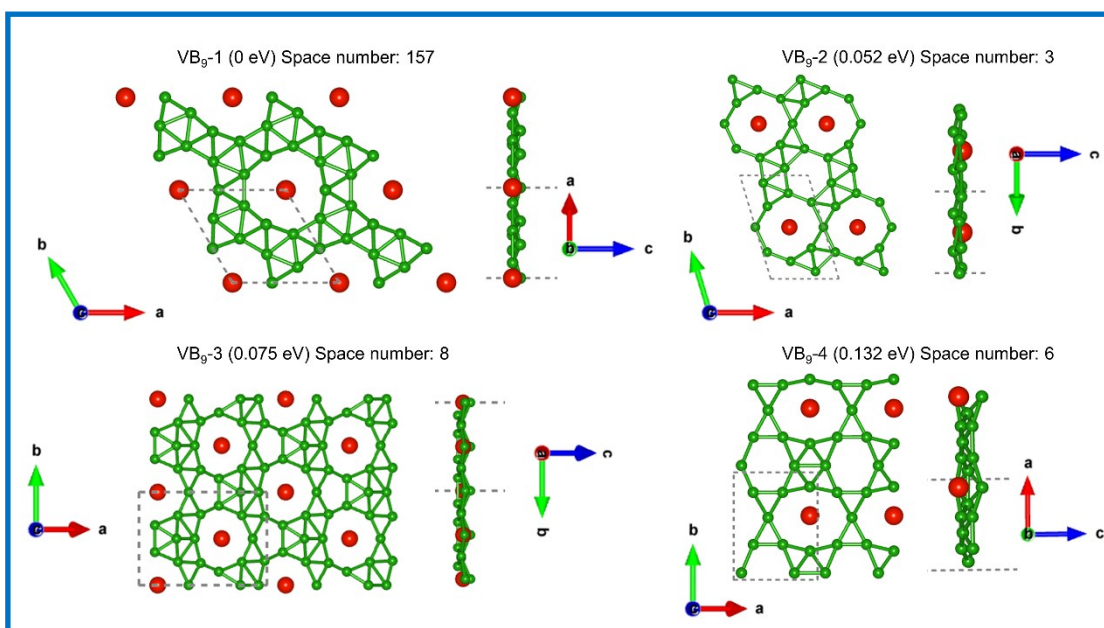 VB₉-1 (0 eV) Space number: 157
VB₉-2 (0.052 eV) Space number: 3
b
a
c
a
b
c
b
a
c
a
c
b
VB₉-3 (0.075 eV) Space number: 8
VB₉-4 (0.132 eV) Space number: 6
b
a
c
a
c
b
b
a
c
a
b
c